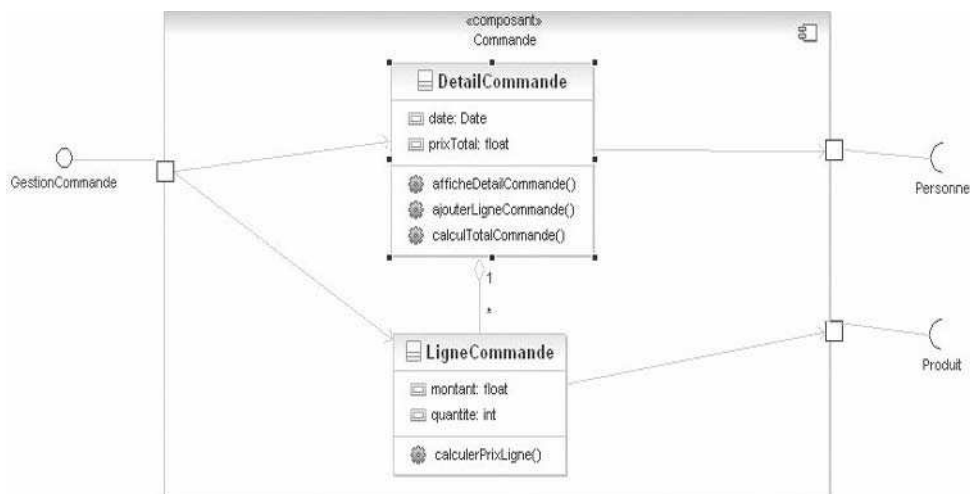 «composant»
Commande
DetailCommande
date: Date
prixTotal: float
afficheDetailCommande()
ajouterLigneCommande()
calculTotalCommande()
GestionCommande
Personne
1
*
LigneCommande
montant: float
quantite: int
calculerPrixLigne()
Produit